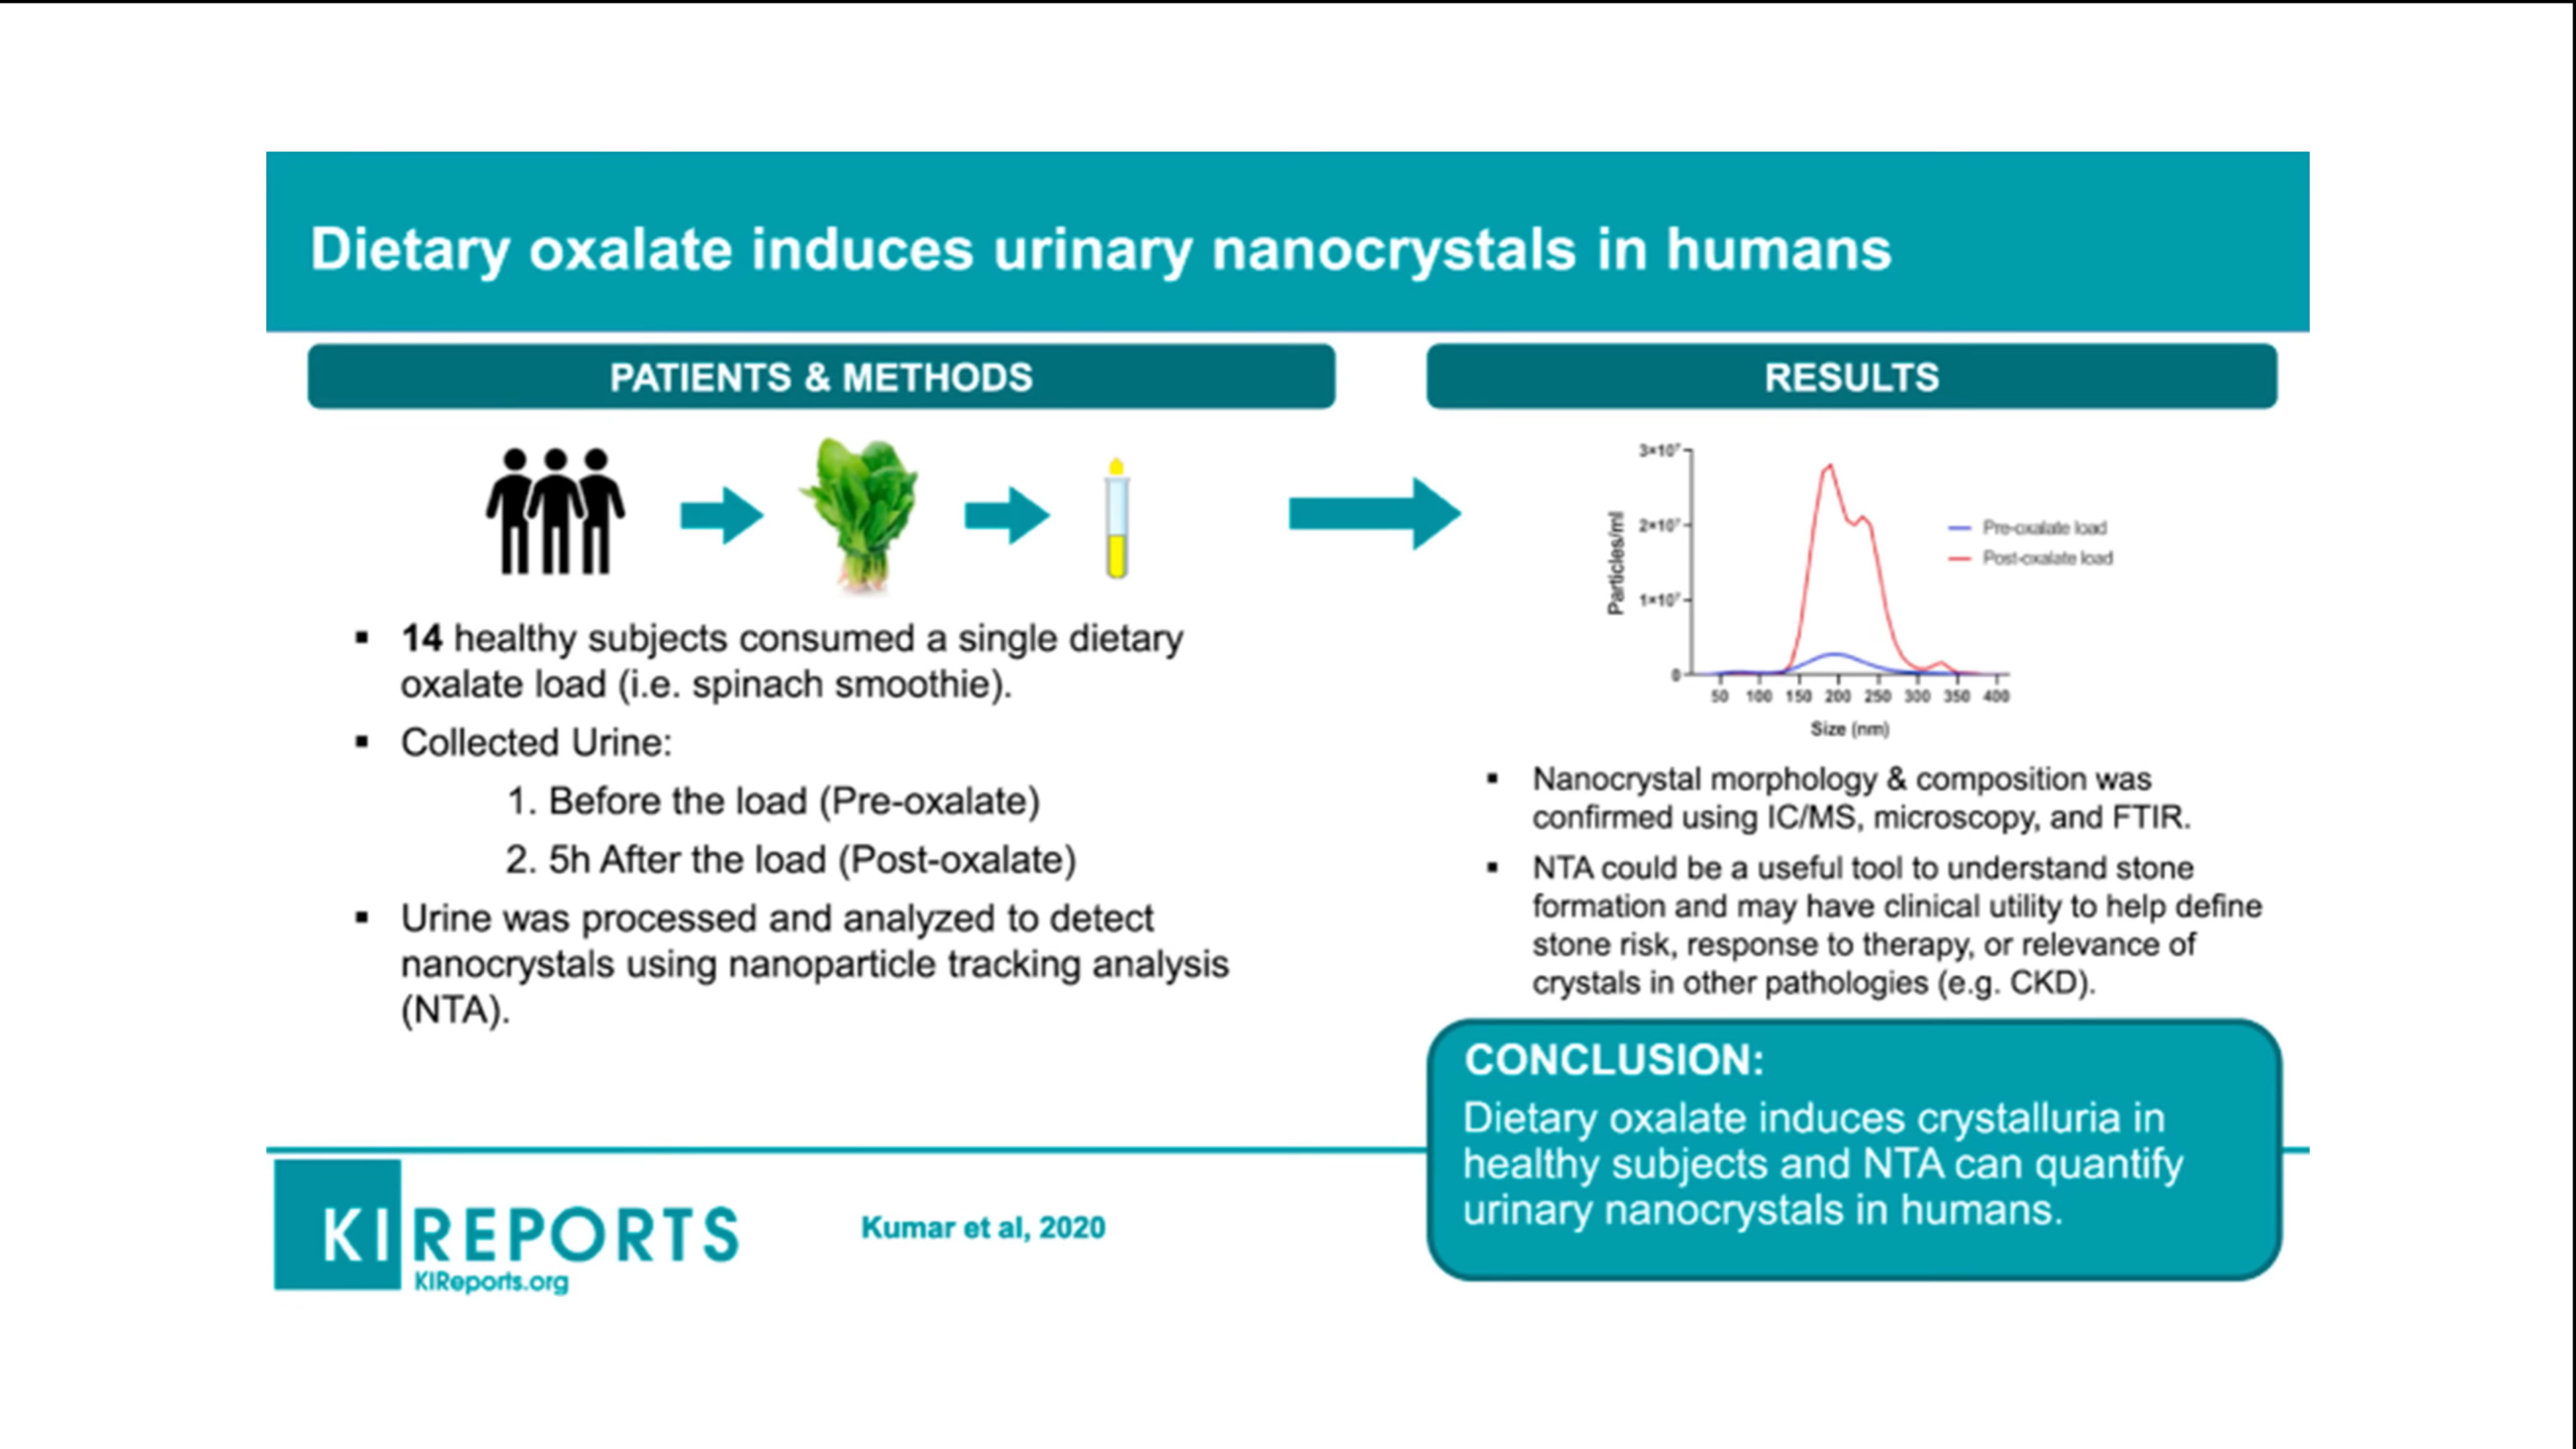 Dietary oxalate induces urinary nanocrystals in humans
PATIENTS & METHODS
▪ 14 healthy subjects consumed a single dietary
oxalate load (i.e. spinach smoothie).
▪ Collected Urine:
1. Before the load (Pre-oxalate)
2. 5h After the load (Post-oxalate)
▪ Urine was processed and analyzed to detect
nanocrystals using nanoparticle tracking analysis
(NTA).
RESULTS
Particles/ml
3×10⁷
2×10⁷
1×10⁷
0
50 100 150 200 250 300 350 400
Size (nm)
Pre-oxalate load
Post-oxalate load
▪ Nanocrystal morphology & composition was
confirmed using IC/MS, microscopy, and FTIR.
▪ NTA could be a useful tool to understand stone
formation and may have clinical utility to help define
stone risk, response to therapy, or relevance of
crystals in other pathologies (e.g. CKD).
CONCLUSION:
Dietary oxalate induces crystalluria in
healthy subjects and NTA can quantify
urinary nanocrystals in humans.
KI REPORTS
KIReports.org
Kumar et al, 2020